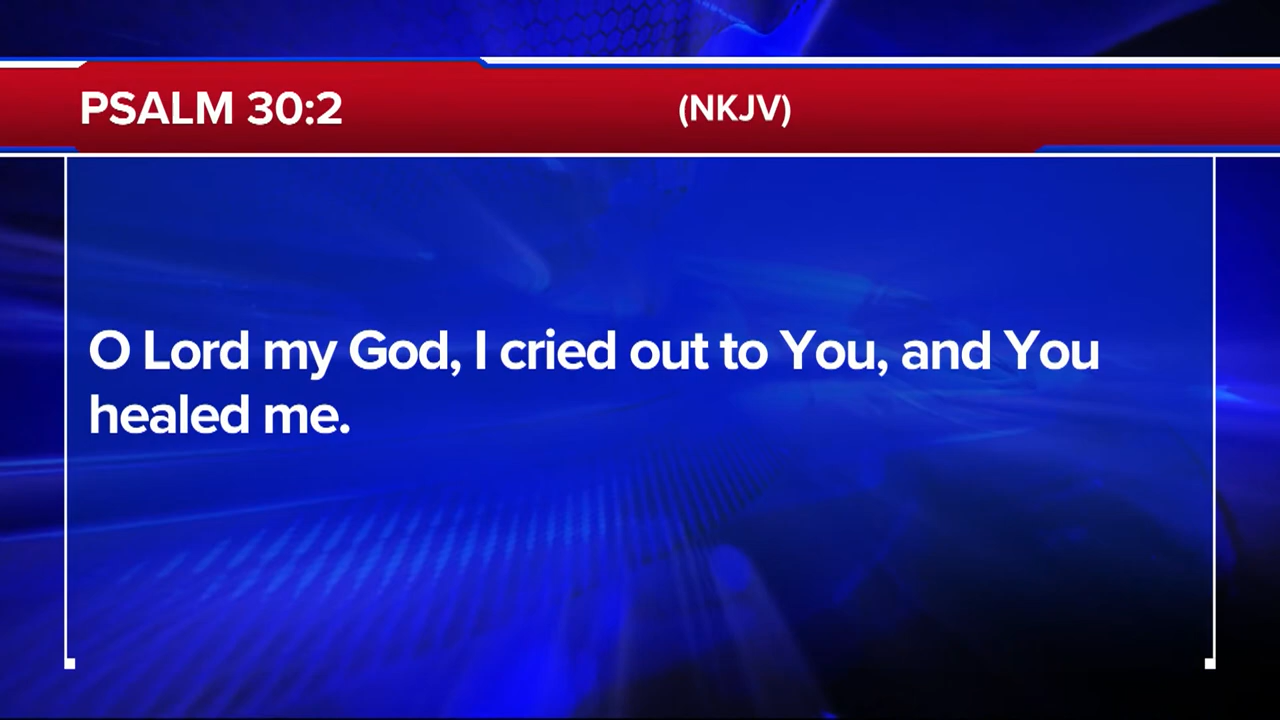 PSALM 30:2 (NKJV)
O Lord my God, I cried out to You, and You
healed me.